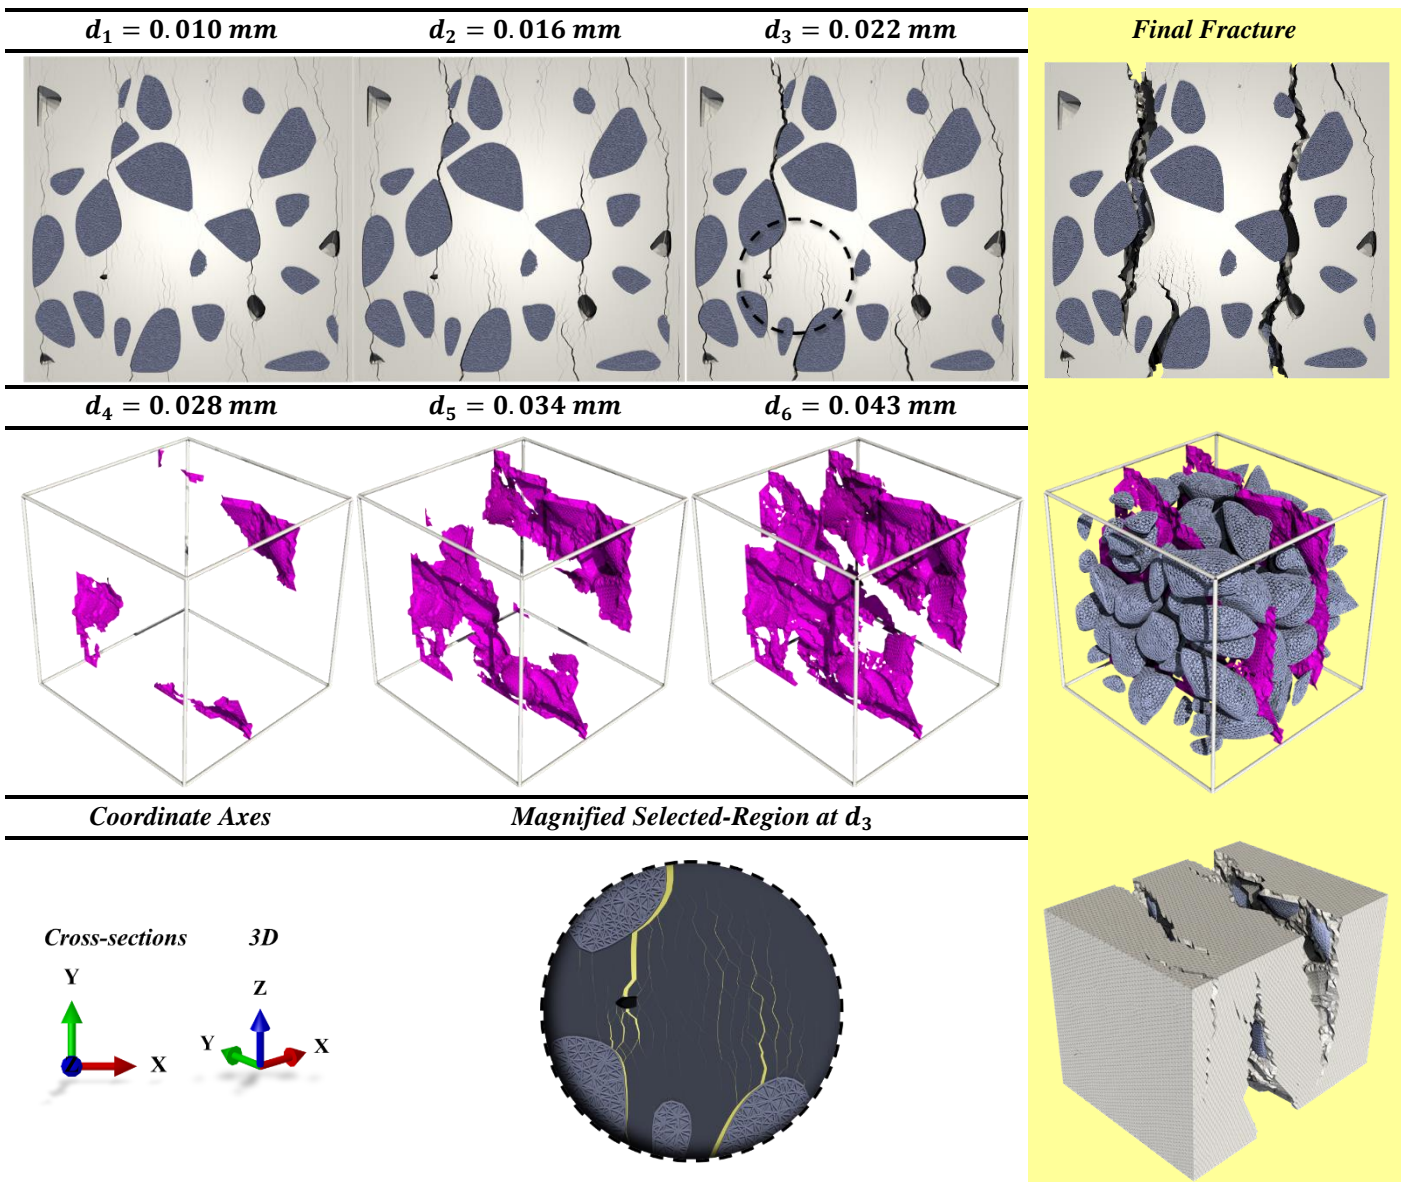 d₁ = 0.010 mm d₂ = 0.016 mm d₃ = 0.022 mm Final Fracture
d₄ = 0.028 mm d₅ = 0.034 mm d₆ = 0.043 mm
Coordinate Axes Magnified Selected-Region at d₃
Cross-sections 3D
Y
Z
Y X
Z X